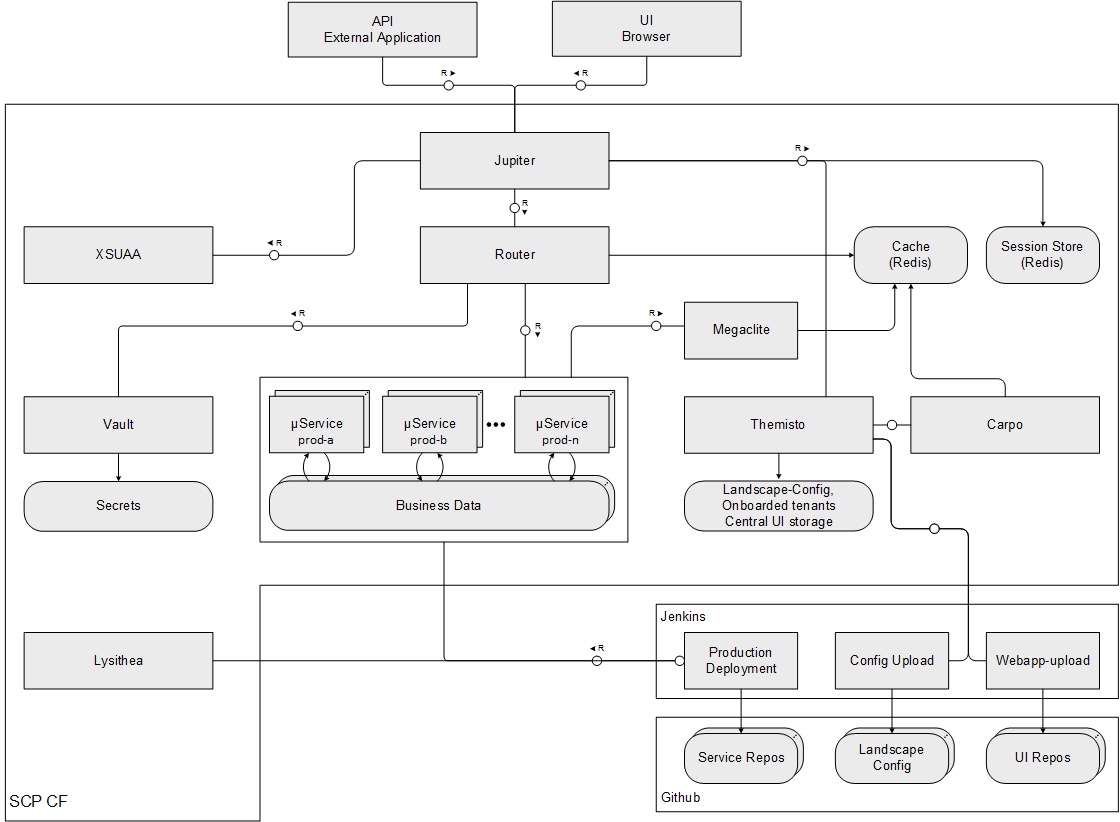 API
External Application
UI
Browser
R
R
Jupiter
R
R
R
XSUAA
Router
Cache
(Redis)
Session Store
(Redis)
R
R
R
Megaclite
Vault
µService
prod-a
µService
prod-b
•••
µService
prod-n
Themisto
Carpo
Secrets
Business Data
Landscape-Config,
Onboarded tenants
Central UI storage
Jenkins
Lysithea
R
Production
Deployment
Config Upload
Webapp-upload
Service Repos
Landscape
Config
UI Repos
Github
SCP CF